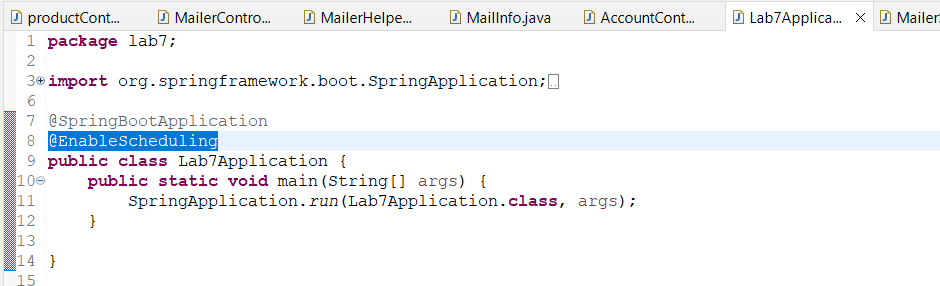 productCont... MailerContro... MailerHelpe... MailInfo.java AccountCont... Lab7Applica... Mailer
1 package lab7;
2
3 import org.springframework.boot.SpringApplication;
6
7 @SpringBootApplication
8 @EnableScheduling
9 public class Lab7Application {
10 public static void main(String[] args) {
11 SpringApplication.run(Lab7Application.class, args);
12 }
13
14 }
15